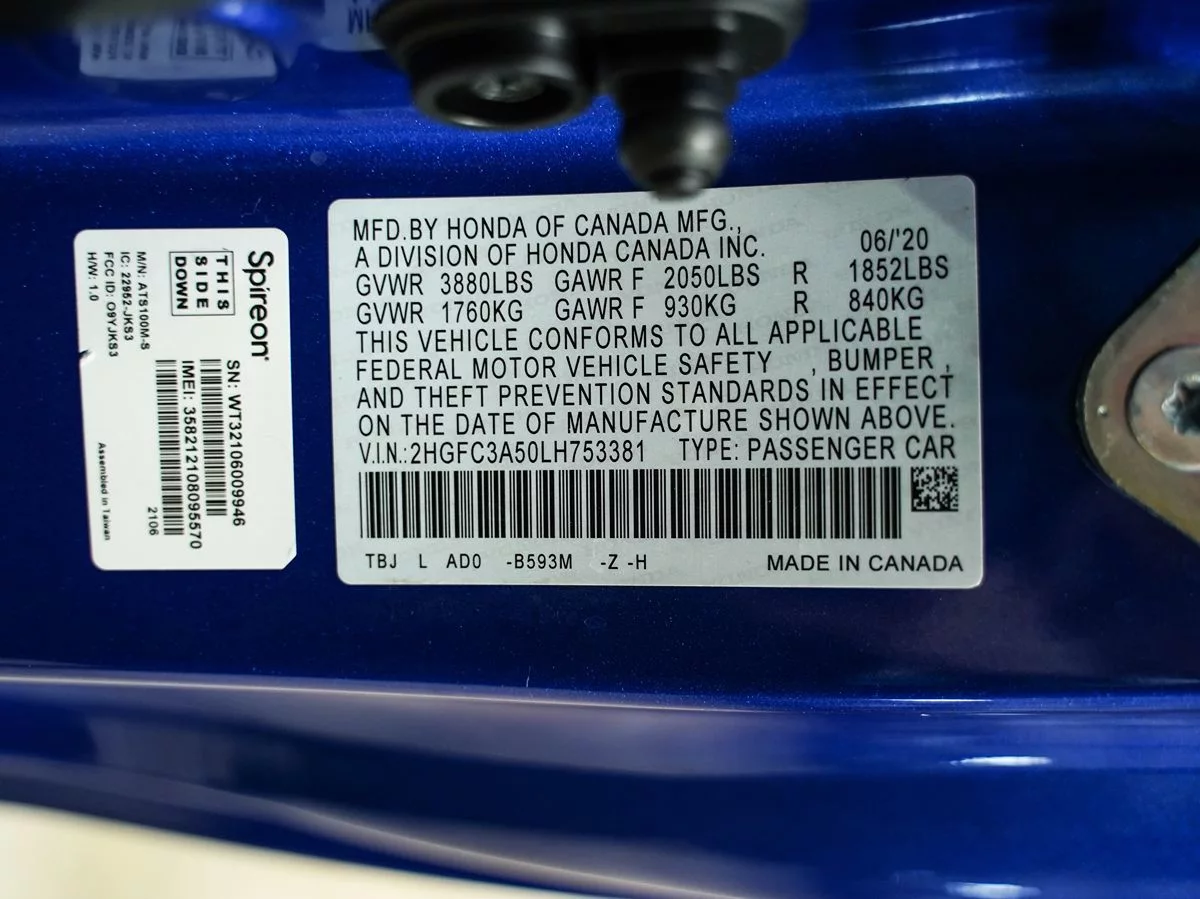 MFD.BY HONDA OF CANADA MFG.,
A DIVISION OF HONDA CANADA INC. 06/'20
GVWR 3880LBS GAWR F 2050LBS R 1852LBS
GVWR 1760KG GAWR F 930KG R 840KG
THIS VEHICLE CONFORMS TO ALL APPLICABLE
FEDERAL MOTOR VEHICLE SAFETY , BUMPER ,
AND THEFT PREVENTION STANDARDS IN EFFECT
ON THE DATE OF MANUFACTURE SHOWN ABOVE.
V.I.N.:2HGFC3A50LH753381 TYPE: PASSENGER CAR
TBJ L AD0 -B593M -Z -H MADE IN CANADA
Spireon
THIS
SIDE
DOWN
M/N: ATS100M-S
IC: 22952-JKS3
FCC ID: O9YJKS3
H/W: 1.0
SN: WT32106009946
IMEI: 358212108095570
2106
Assembled in Taiwan